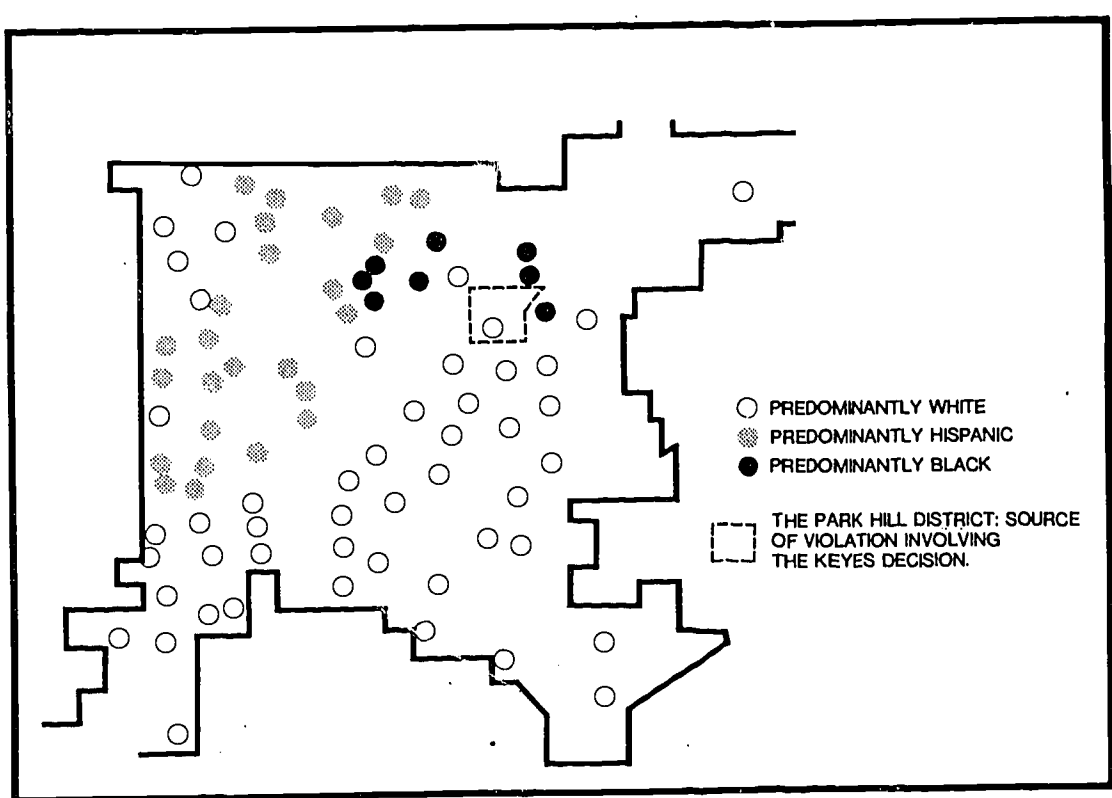 PREDOMINANTLY WHITE
PREDOMINANTLY HISPANIC
PREDOMINANTLY BLACK
THE PARK HILL DISTRICT: SOURCE
OF VIOLATION INVOLVING
THE KEYES DECISION.